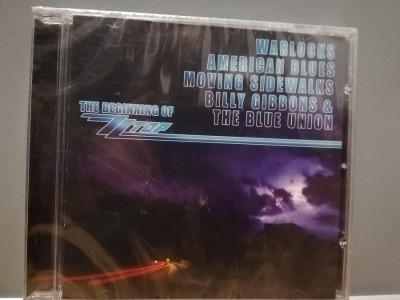 WARLOCKS
AMERICAN BLUES
MOVING SIDEWALKS
BILLY GIBBONS &
THE BLUE UNION
THE BEGINNING OF
ZZ TOP